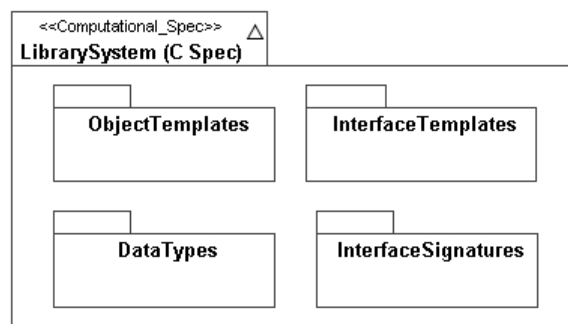 <<Computational_Spec>>
LibrarySystem (C Spec)
ObjectTemplates
InterfaceTemplates
DataTypes
InterfaceSignatures